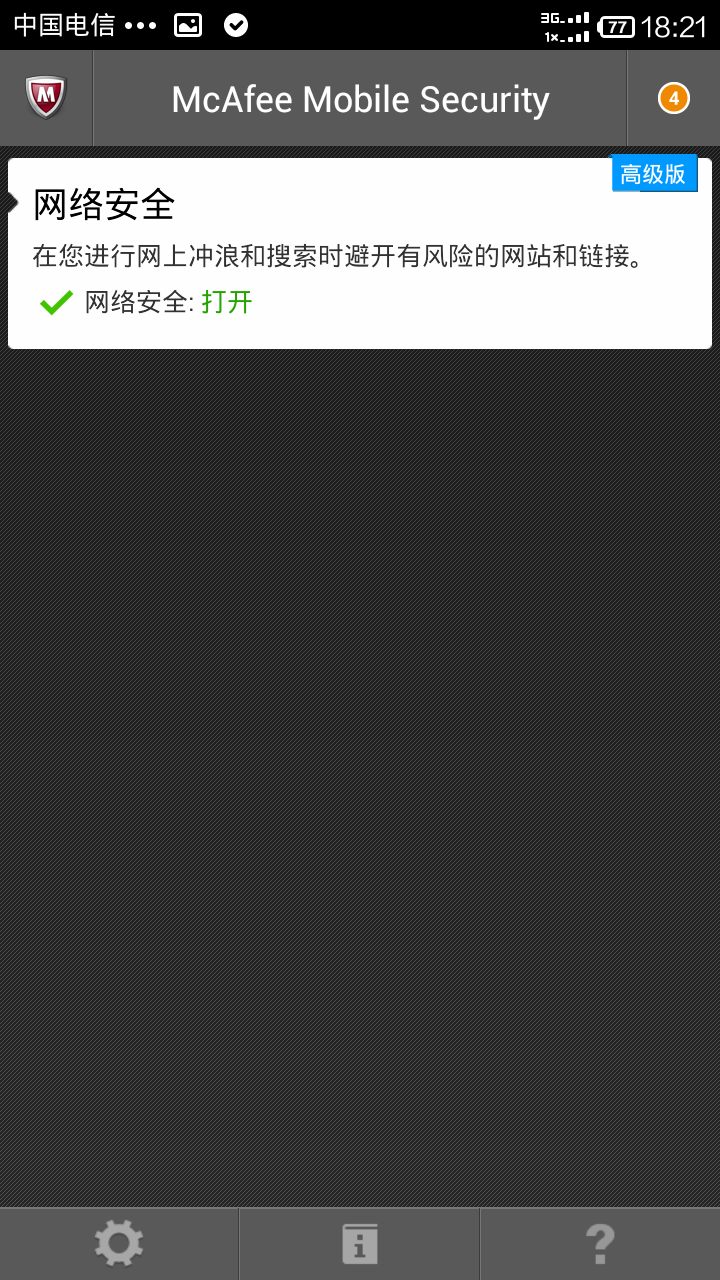 中国电信 ••• 3G 1× 77 18:21
McAfee Mobile Security 4
高级版
网络安全
在您进行网上冲浪和搜索时避开有风险的网站和链接。
网络安全: 打开